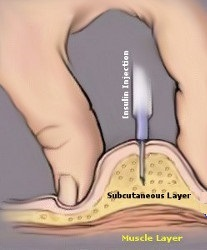 Insulin Injection
Subcutaneous Layer
Muscle Layer